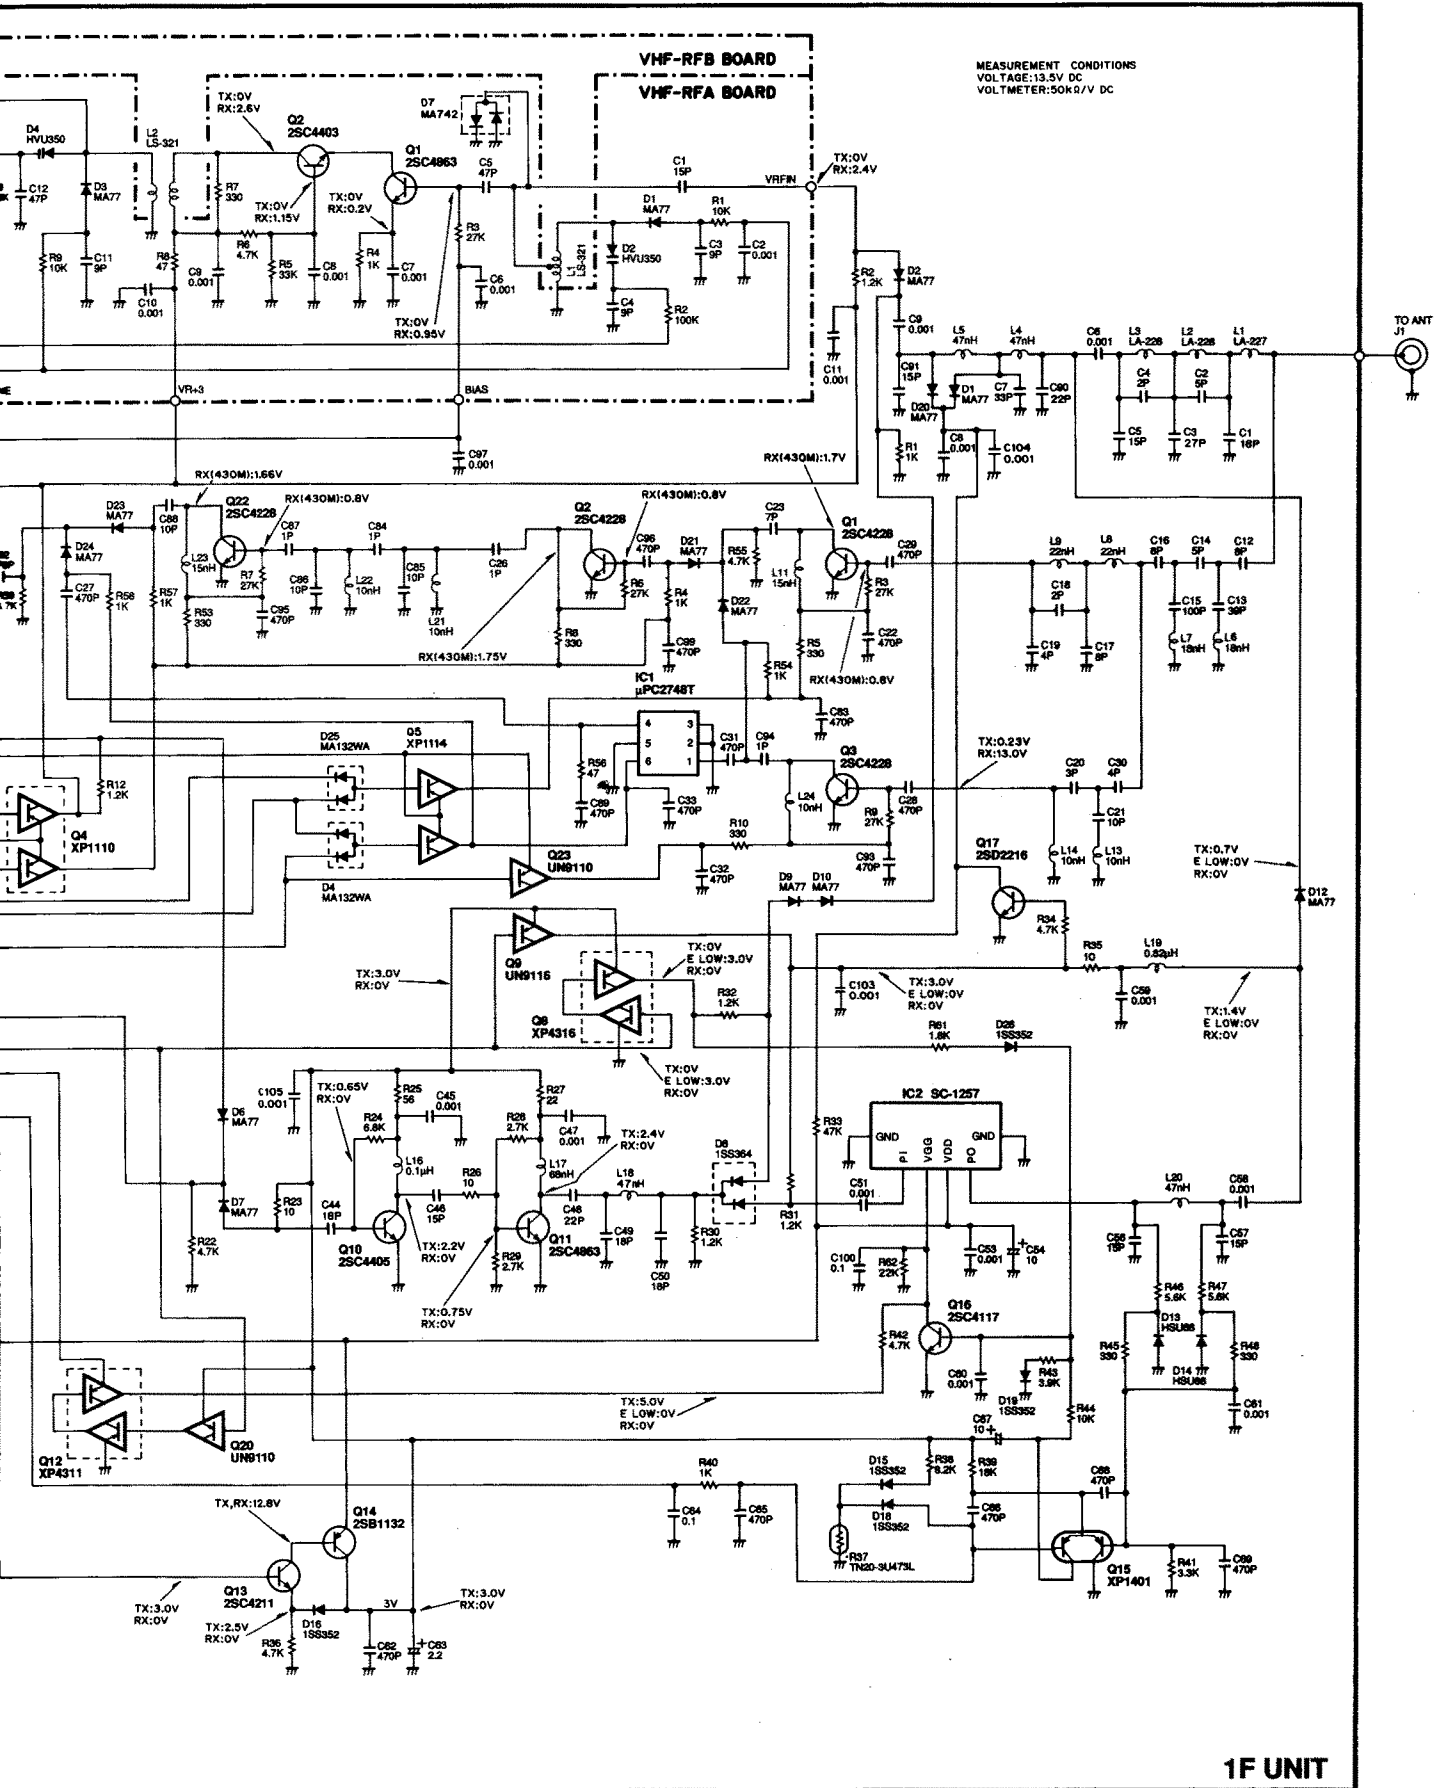 VHF-RFB BOARD
VHF-RFA BOARD
MEASUREMENT CONDITIONS
VOLTAGE:13.5V DC
VOLTMETER:50kΩ/V DC
TX:0V
RX:2.6V
Q2
2SC4403
D7
MA742
D4
HVU350
L2
LS-321
Q1
2SC4863
C5
47P
C1
15P
VRFIN
TX:0V
RX:2.4V
C12
47P
D3
MA77
R7
330
TX:0V
RX:1.15V
TX:0V
RX:0.2V
R3
27K
D1
MA77
R1
10K
R9
10K
C11
9P
R8
47
R6
4.7K
R5
33K
C9
0.001
C8
0.001
R4
1K
C7
0.001
C6
0.001
L1
LS-321
D2
HVU350
C3
9P
C2
0.001
C10
0.001
TX:0V
RX:0.95V
C4
9P
R2
100K
R2
1.2K
D2
MA77
C9
0.001
C11
0.001
VR+3
BIAS
L5
47nH
L4
47nH
C6
0.001
L3
LA-226
L2
LA-226
L1
LA-227
TO ANT
J1
C91
15P
D20
MA77
D1
MA77
C7
33P
C90
22P
C4
2P
C2
5P
C5
15P
C3
27P
C1
18P
R1
1K
C8
0.001
C104
0.001
C97
0.001
RX(430M):1.66V
RX(430M):0.8V
RX(430M):1.7V
RX(430M):0.8V
D23
MA77
C88
10P
Q22
2SC4228
C87
1P
C84
1P
Q2
2SC4228
C96
470P
D21
MA77
C23
7P
Q1
2SC4228
C29
470P
D24
MA77
C27
470P
R58
1K
R57
1K
L23
15nH
R7
27K
R53
330
C95
470P
C86
10P
L22
10nH
C85
10P
L21
10nH
C26
1P
R6
27K
R4
1K
R8
330
C99
470P
R55
4.7K
D22
MA77
L11
15nH
R3
27K
R5
330
C22
470P
R54
1K
RX(430M):1.75V
RX(430M):0.8V
L9
22nH
L8
22nH
C16
8P
C14
5P
C12
8P
C18
2P
C15
100P
C13
39P
C19
4P
C17
8P
L7
18nH
L6
18nH
IC1
μPC2748T
4
5
6
3
2
1
C83
470P
C31
470P
C94
1P
Q3
2SC4228
TX:0.23V
RX:13.0V
D25
MA132WA
Q5
XP1114
R56
47
C89
470P
C33
470P
L24
10nH
R9
27K
C28
470P
C20
3P
C30
4P
C21
10P
L14
10nH
L13
10nH
R12
1.2K
Q4
XP1110
D4
MA132WA
Q23
UN9110
R10
330
C32
470P
C93
470P
D9
MA77
D10
MA77
Q17
2SD2216
R34
4.7K
TX:0.7V
E LOW:0V
RX:0V
D12
MA77
R35
10
L19
0.82μH
TX:3.0V
RX:0V
Q9
UN9116
TX:0V
E LOW:3.0V
RX:0V
Q8
XP4316
R32
1.2K
C103
0.001
TX:3.0V
E LOW:0V
RX:0V
C59
0.001
TX:1.4V
E LOW:0V
RX:0V
TX:0V
E LOW:3.0V
RX:0V
R61
1.8K
D26
1SS352
C105
0.001
TX:0.65V
RX:0V
R25
56
C45
0.001
R24
6.8K
L16
0.1μH
R27
22
R28
2.7K
C47
0.001
TX:2.4V
RX:0V
L17
68nH
R26
10
L18
47nH
D8
1SS364
R33
47K
IC2 SC-1257
GND
GND
PI
VGG
VDD
PO
D6
MA77
D7
MA77
R23
10
C44
18P
R22
4.7K
Q10
2SC4405
C46
15P
TX:2.2V
RX:0V
R29
2.7K
C48
22P
Q11
2SC4863
C49
18P
C50
18P
R30
1.2K
R31
1.2K
C51
0.001
TX:0.75V
RX:0V
C100
0.1
R62
22K
C53
0.001
C54
10
L20
47nH
C58
0.001
C56
15P
C57
15P
R46
5.6K
R47
5.6K
D13
HSU88
R45
330
D14
HSU88
R48
330
C61
0.001
Q16
2SC4117
R42
4.7K
C60
0.001
D19
1SS352
R43
3.9K
R44
10K
TX:5.0V
E LOW:0V
RX:0V
Q12
XP4311
Q20
UN9110
R40
1K
C64
0.1
C65
470P
D15
1SS352
D18
1SS352
R38
8.2K
R39
18K
C67
10
C66
470P
C68
470P
R37
TN20-3U473L
Q15
XP1401
R41
3.3K
C69
470P
TX,RX:12.8V
Q14
2SB1132
Q13
2SC4211
TX:3.0V
RX:0V
TX:2.5V
RX:0V
D16
1SS352
3V
TX:3.0V
RX:0V
R36
4.7K
C62
470P
C63
2.2
1F UNIT